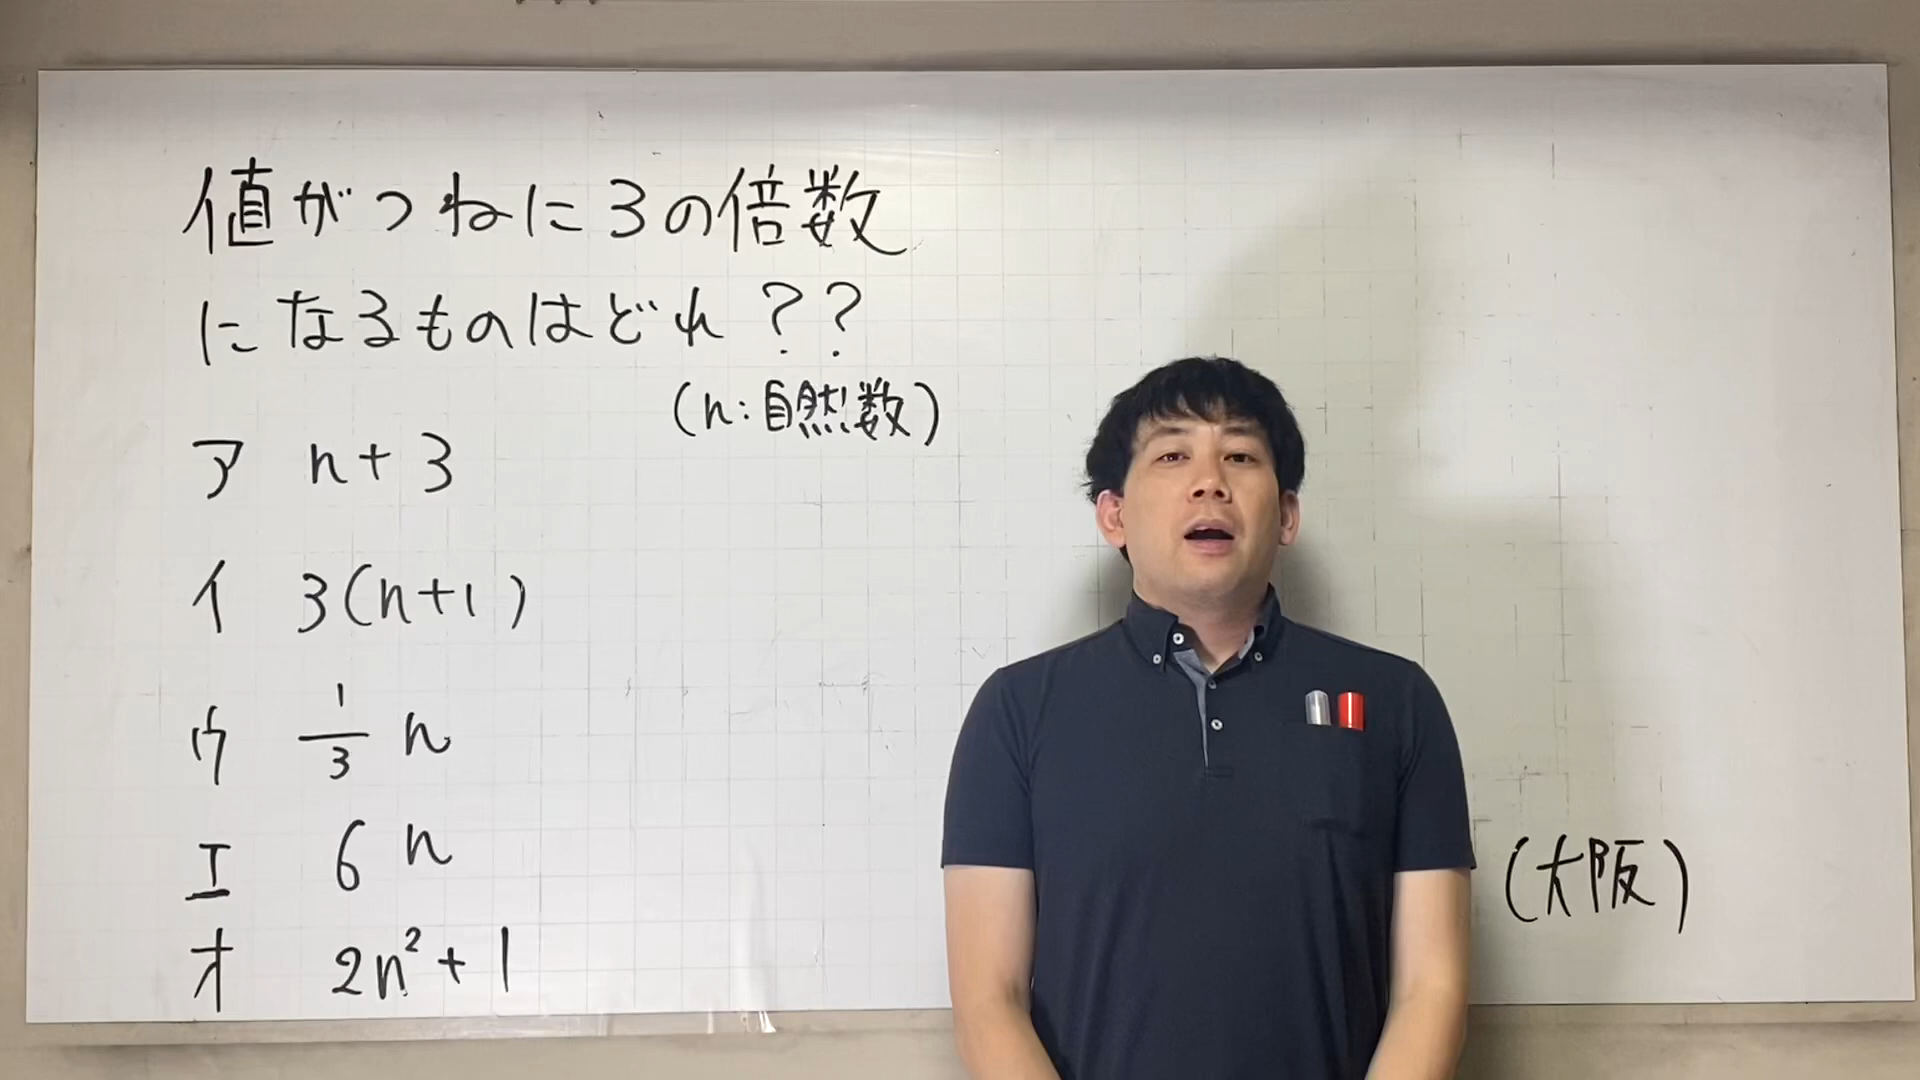 値がつねに3の倍数
になるものはどれ??
(n:自然数)
ア n+3
イ 3(n+1)
ウ 1/3 n
エ 6n
オ 2n²+1
(大阪)